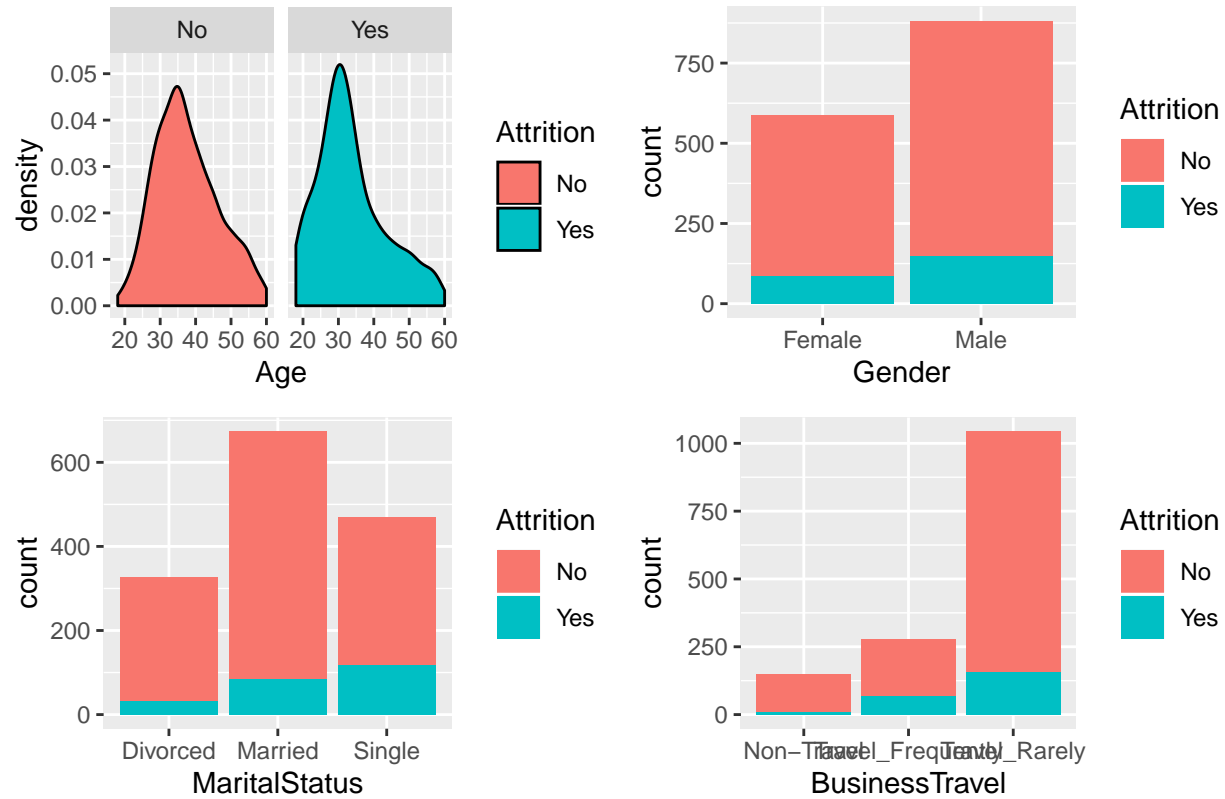 No Yes
density
0.05
0.04
0.03
0.02
0.01
0.00
20 30 40 50 60 20 30 40 50 60
Age
Attrition
No
Yes
count
750
500
250
0
Female Male
Gender
Attrition
No
Yes
count
600
400
200
0
Divorced Married Single
MaritalStatus
Attrition
No
Yes
count
1000
750
500
250
0
Non−Travel Travel_Frequently Travel_Rarely
BusinessTravel
Attrition
No
Yes